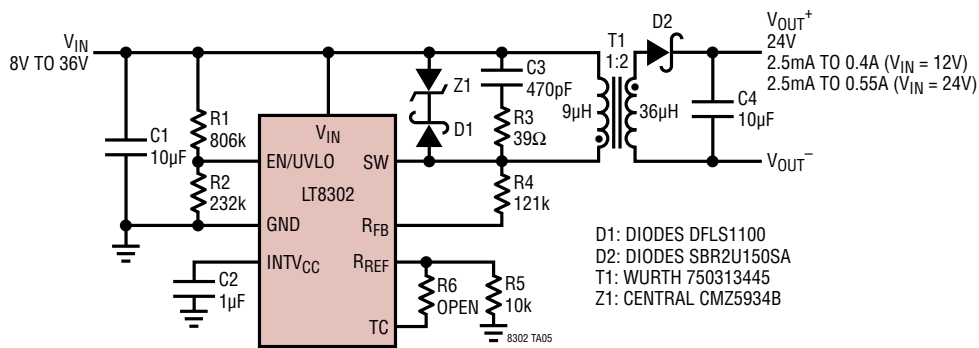 V_IN
8V TO 36V
C1
10µF
R1
806k
R2
232k
V_IN
EN/UVLO
LT8302
GND
INTV_CC
SW
R_FB
R_REF
TC
C2
1µF
Z1
D1
C3
470pF
R3
39Ω
R4
121k
R6
OPEN
R5
10k
8302 TA05
T1
1:2
9µH
36µH
D2
C4
10µF
V_OUT+
24V
2.5mA TO 0.4A (V_IN = 12V)
2.5mA TO 0.55A (V_IN = 24V)
V_OUT–
D1: DIODES DFLS1100
D2: DIODES SBR2U150SA
T1: WURTH 750313445
Z1: CENTRAL CMZ5934B